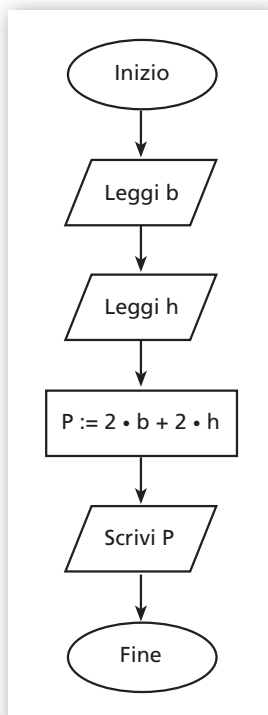 Inizio
Leggi b
Leggi h
P := 2 • b + 2 • h
Scrivi P
Fine